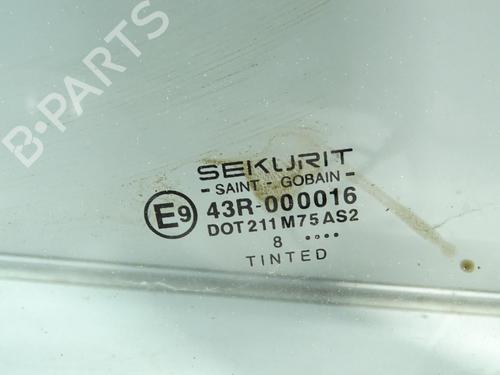 B-PARTS
SEKURIT
- SAINT - GOBAIN -
E9 43R-000016
DOT 211 M75 AS2
8 ....
TINTED